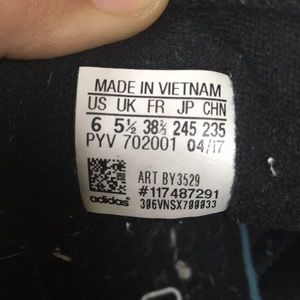 MADE IN VIETNAM
US UK FR JP CHN
6 5½ 38⅔ 245 235
PYV 702001 04/17
ART BY3529
#117487291
adidas 306VNSX700033